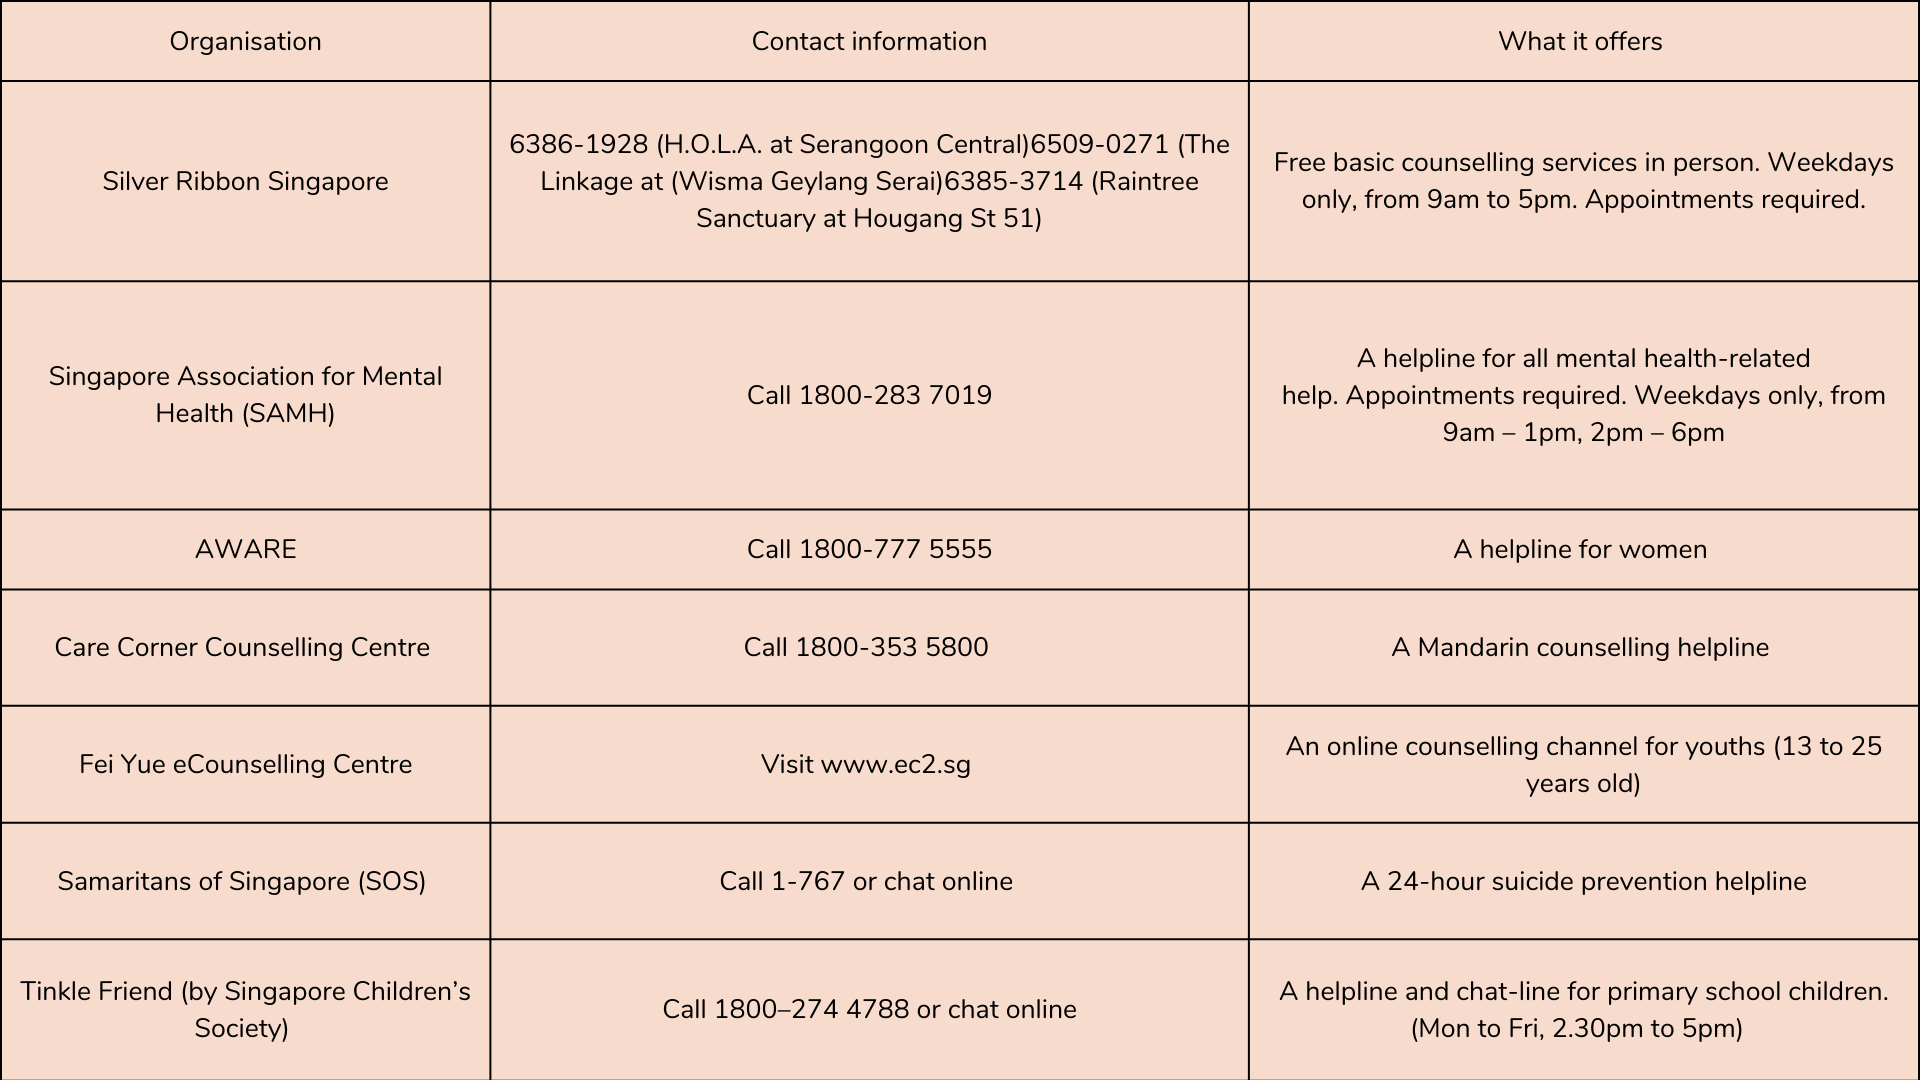 Organisation
Contact information
What it offers
Silver Ribbon Singapore
6386-1928 (H.O.L.A. at Serangoon Central)6509-0271 (The
Linkage at (Wisma Geylang Serai)6385-3714 (Raintree
Sanctuary at Hougang St 51)
Free basic counselling services in person. Weekdays
only, from 9am to 5pm. Appointments required.
Singapore Association for Mental
Health (SAMH)
Call 1800-283 7019
A helpline for all mental health-related
help. Appointments required. Weekdays only, from
9am – 1pm, 2pm – 6pm
AWARE
Call 1800-777 5555
A helpline for women
Care Corner Counselling Centre
Call 1800-353 5800
A Mandarin counselling helpline
Fei Yue eCounselling Centre
Visit www.ec2.sg
An online counselling channel for youths (13 to 25
years old)
Samaritans of Singapore (SOS)
Call 1-767 or chat online
A 24-hour suicide prevention helpline
Tinkle Friend (by Singapore Children’s
Society)
Call 1800–274 4788 or chat online
A helpline and chat-line for primary school children.
(Mon to Fri, 2.30pm to 5pm)